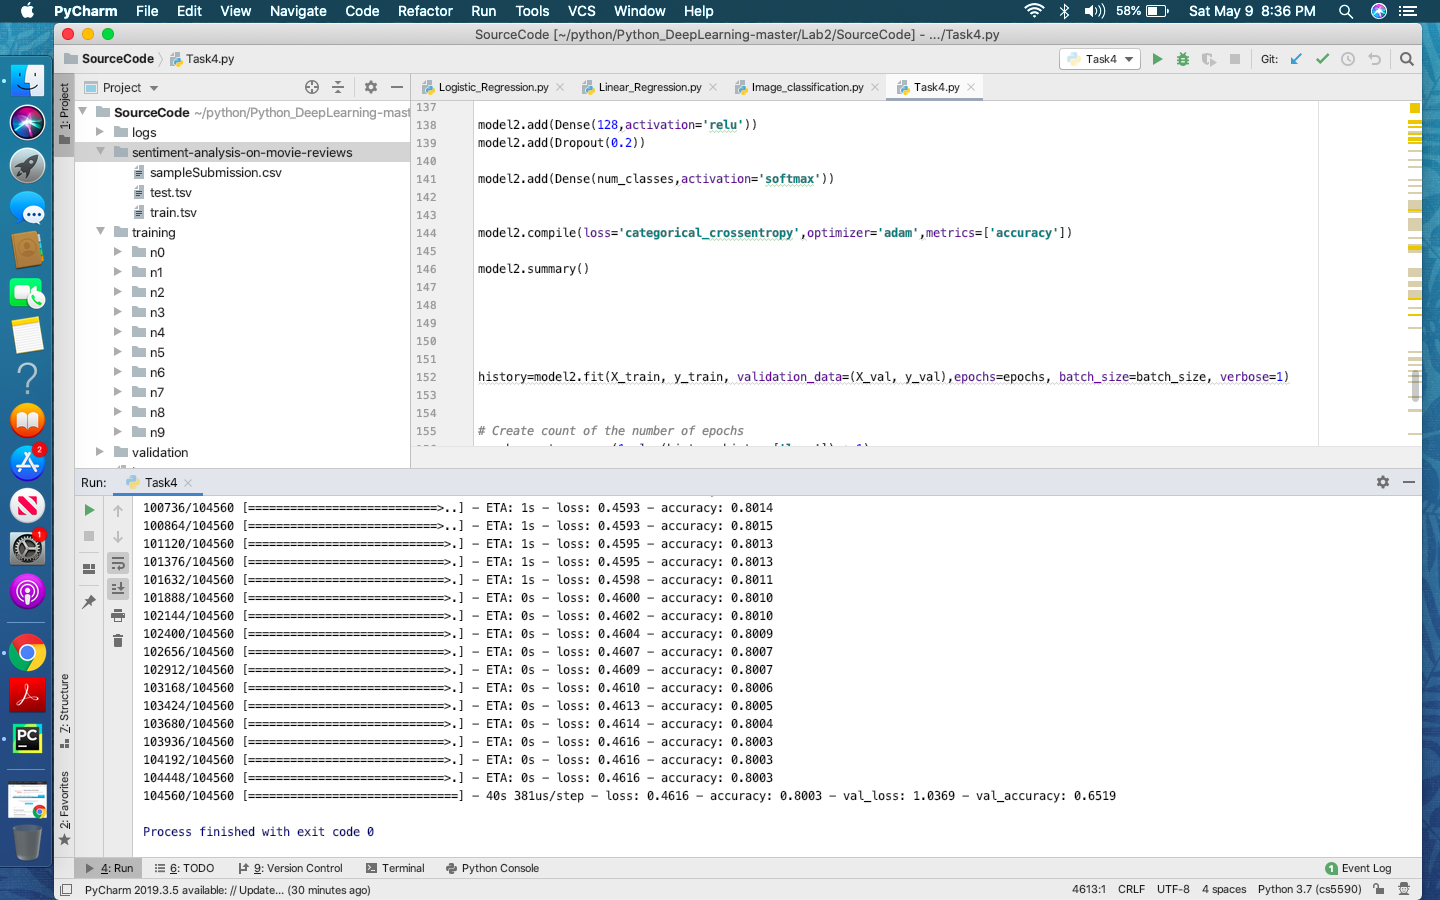 PyCharm File Edit View Navigate Code Refactor Run Tools VCS Window Help 58% Sat May 9 8:36 PM
SourceCode [~/python/Python_DeepLearning-master/Lab2/SourceCode] - .../Task4.py
SourceCode Task4.py Task4 Git:
Project Logistic_Regression.py Linear_Regression.py Image_classification.py Task4.py
1: Project
SourceCode ~/python/Python_DeepLearning-mast
logs
sentiment-analysis-on-movie-reviews
sampleSubmission.csv
test.tsv
train.tsv
training
n0
n1
n2
n3
n4
n5
n6
n7
n8
n9
validation
137
138 model2.add(Dense(128,activation='relu'))
139 model2.add(Dropout(0.2))
140
141 model2.add(Dense(num_classes,activation='softmax'))
142
143
144 model2.compile(loss='categorical_crossentropy',optimizer='adam',metrics=['accuracy'])
145
146 model2.summary()
147
148
149
150
151
152 history=model2.fit(X_train, y_train, validation_data=(X_val, y_val),epochs=epochs, batch_size=batch_size, verbose=1)
153
154
155 # Create count of the number of epochs
Run: Task4
100736/104560 [===========================>..] - ETA: 1s - loss: 0.4593 - accuracy: 0.8014
100864/104560 [===========================>..] - ETA: 1s - loss: 0.4593 - accuracy: 0.8015
101120/104560 [============================>.] - ETA: 1s - loss: 0.4595 - accuracy: 0.8013
101376/104560 [============================>.] - ETA: 1s - loss: 0.4595 - accuracy: 0.8013
101632/104560 [============================>.] - ETA: 1s - loss: 0.4598 - accuracy: 0.8011
101888/104560 [============================>.] - ETA: 0s - loss: 0.4600 - accuracy: 0.8010
102144/104560 [============================>.] - ETA: 0s - loss: 0.4602 - accuracy: 0.8010
102400/104560 [============================>.] - ETA: 0s - loss: 0.4604 - accuracy: 0.8009
102656/104560 [============================>.] - ETA: 0s - loss: 0.4607 - accuracy: 0.8007
102912/104560 [============================>.] - ETA: 0s - loss: 0.4609 - accuracy: 0.8007
103168/104560 [============================>.] - ETA: 0s - loss: 0.4610 - accuracy: 0.8006
103424/104560 [============================>.] - ETA: 0s - loss: 0.4613 - accuracy: 0.8005
103680/104560 [============================>.] - ETA: 0s - loss: 0.4614 - accuracy: 0.8004
103936/104560 [============================>.] - ETA: 0s - loss: 0.4616 - accuracy: 0.8003
104192/104560 [============================>.] - ETA: 0s - loss: 0.4616 - accuracy: 0.8003
104448/104560 [============================>.] - ETA: 0s - loss: 0.4616 - accuracy: 0.8003
104560/104560 [==============================] - 40s 381us/step - loss: 0.4616 - accuracy: 0.8003 - val_loss: 1.0369 - val_accuracy: 0.6519
Process finished with exit code 0
Z: Structure
2: Favorites
2
1
PC
4: Run 6: TODO 9: Version Control Terminal Python Console 1 Event Log
PyCharm 2019.3.5 available: // Update... (30 minutes ago) 4613:1 CRLF UTF-8 4 spaces Python 3.7 (cs5590)